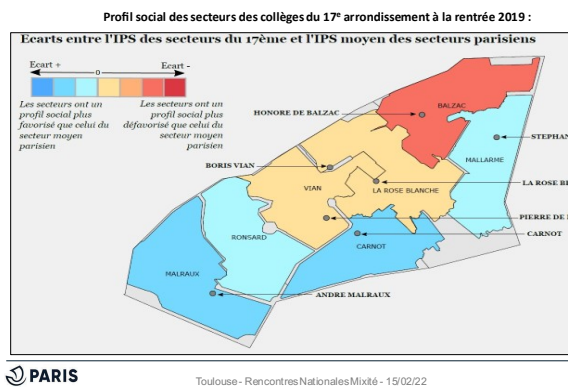 Profil social des secteurs des collèges du 17e arrondissement à la rentrée 2019 :
Ecarts entre l'IPS des secteurs du 17ème et l'IPS moyen des secteurs parisiens
Ecart +
0
Ecart -
Les secteurs ont un
profil social plus
favorisé que celui du
secteur moyen
parisien
Les secteurs ont un
profil social plus
défavorisé que celui du
secteur moyen
parisien
HONORE DE BALZAC
BALZAC
STEPHAN
MALLARME
BORIS VIAN
VIAN
LA ROSE BLANCHE
LA ROSE B
PIERRE DE
RONSARD
CARNOT
CARNOT
MALRAUX
ANDRE MALRAUX
PARIS
Toulouse - Rencontres Nationales Mixité - 15/02/22